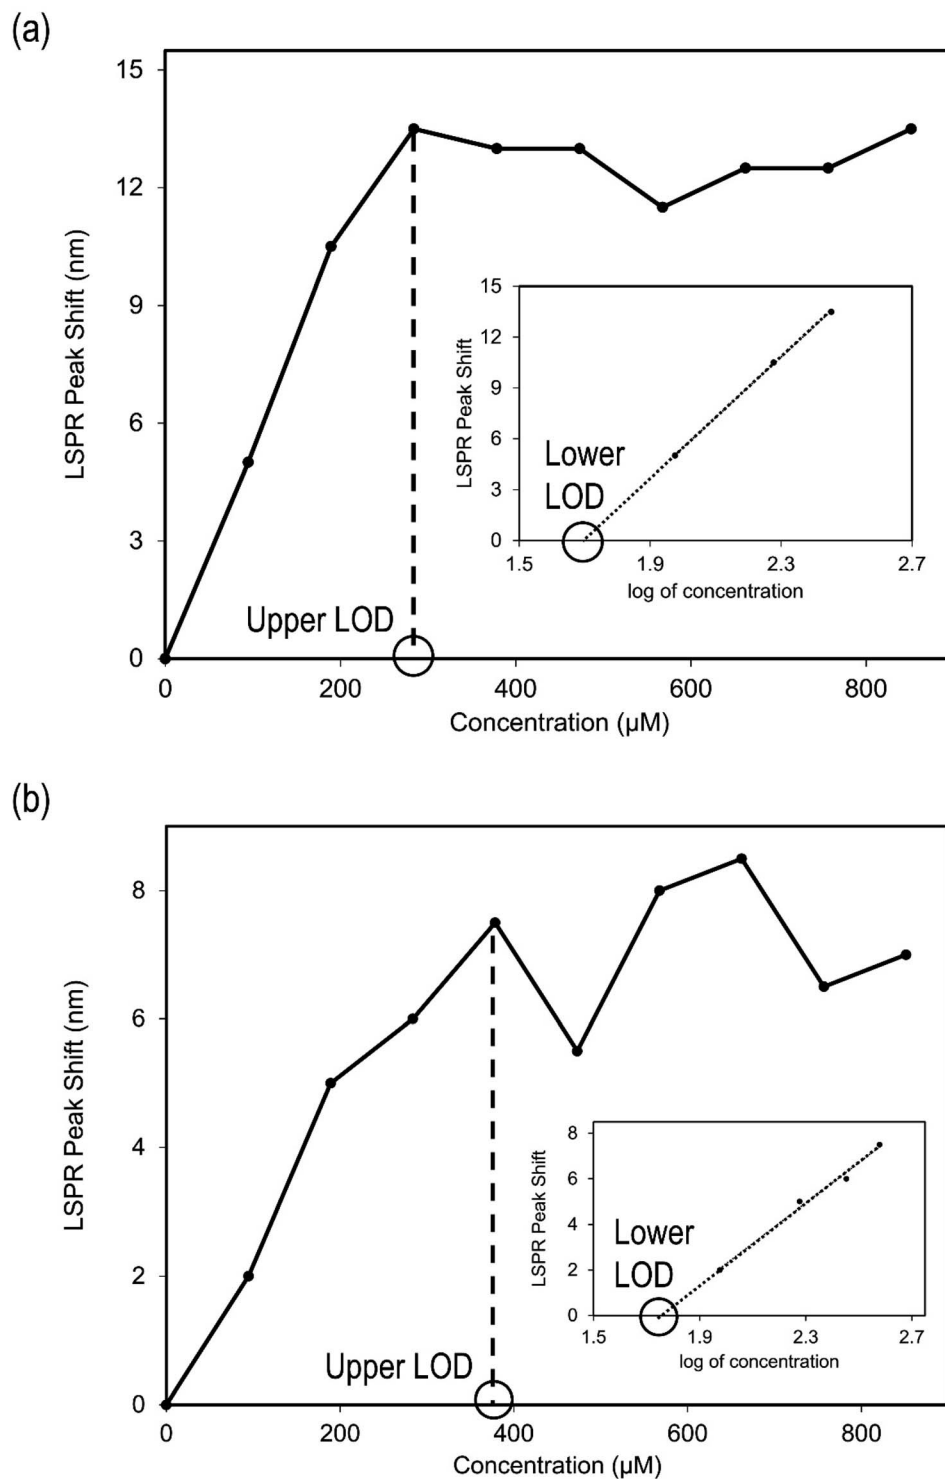 (a)
15
12
9
6
3
0
LSPR Peak Shift (nm)
Upper LOD
0
200
400
600
800
Concentration (µM)
15
12
9
6
3
0
LSPR Peak Shift
Lower
LOD
1.5
1.9
2.3
2.7
log of concentration
(b)
8
6
4
2
0
LSPR Peak Shift (nm)
Upper LOD
0
200
400
600
800
Concentration (µM)
8
6
4
2
0
LSPR Peak Shift
Lower
LOD
1.5
1.9
2.3
2.7
log of concentration